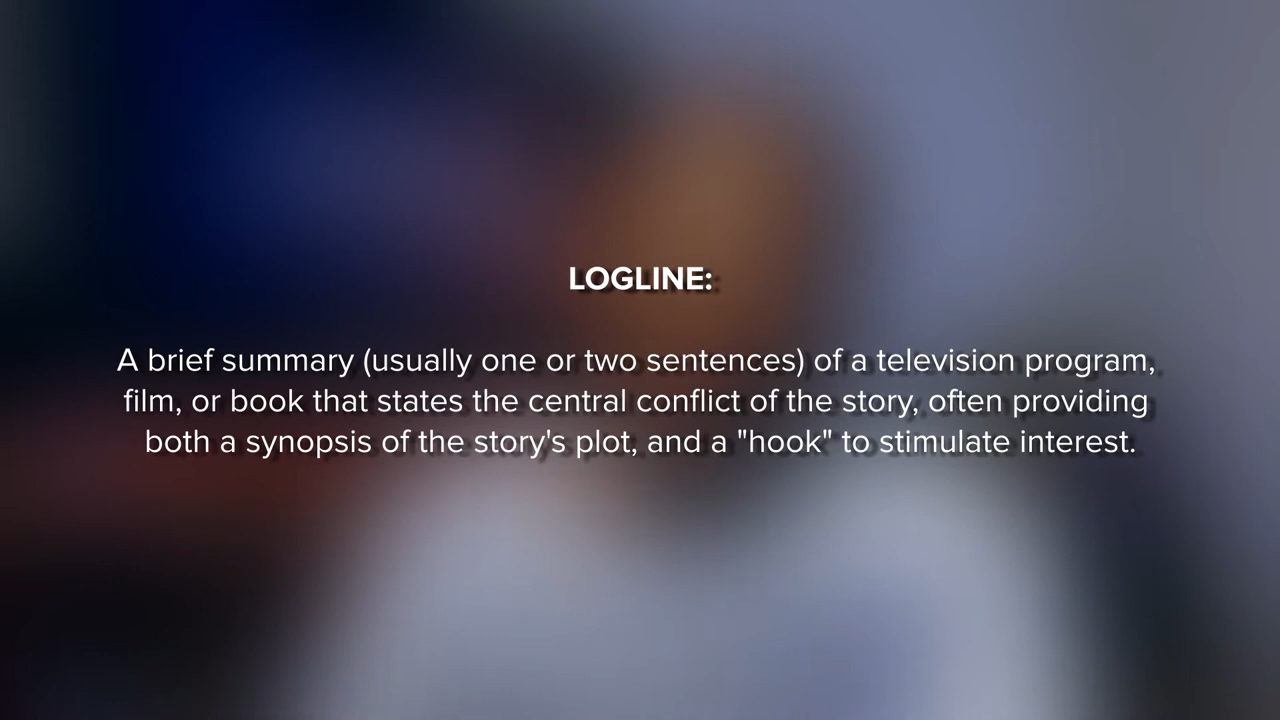 LOGLINE:
A brief summary (usually one or two sentences) of a television program,
film, or book that states the central conflict of the story, often providing
both a synopsis of the story's plot, and a "hook" to stimulate interest.